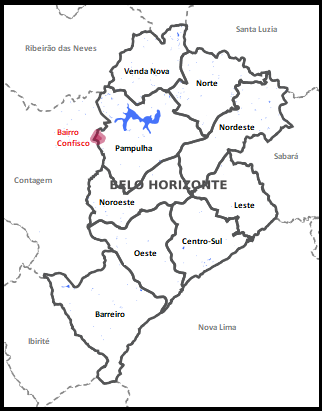 Santa Luzia
Ribeirão das Neves
Venda Nova
Norte
Bairro
Confisco
Nordeste
Pampulha
Sabará
Contagem
BELO HORIZONTE
Noroeste
Leste
Centro-Sul
Oeste
Barreiro
Nova Lima
Ibirité